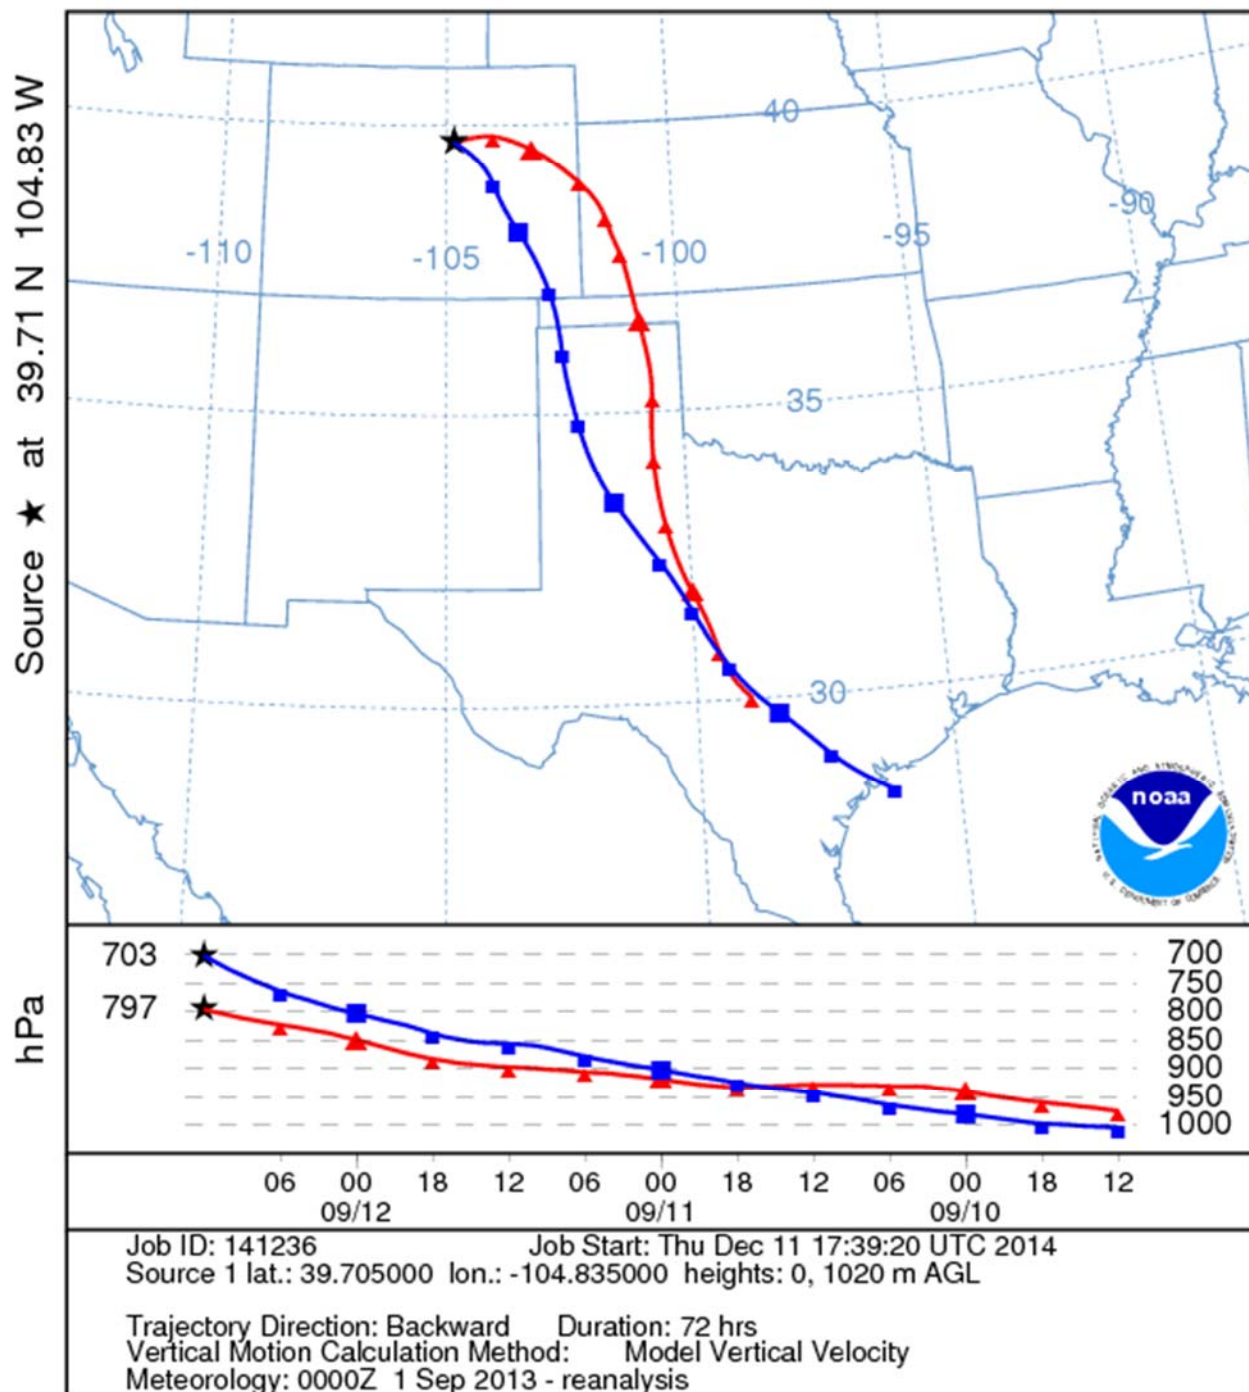 Source ★ at 39.71 N 104.83 W
40
-90
-95
-110
-105
-100
35
30
noaa
hPa
703
797
700
750
800
850
900
950
1000
06 00 18 12 06 00 18 12 06 00 18 12
09/12 09/11 09/10
Job ID: 141236 Job Start: Thu Dec 11 17:39:20 UTC 2014
Source 1 lat.: 39.705000 lon.: -104.835000 heights: 0, 1020 m AGL
Trajectory Direction: Backward Duration: 72 hrs
Vertical Motion Calculation Method: Model Vertical Velocity
Meteorology: 0000Z 1 Sep 2013 - reanalysis